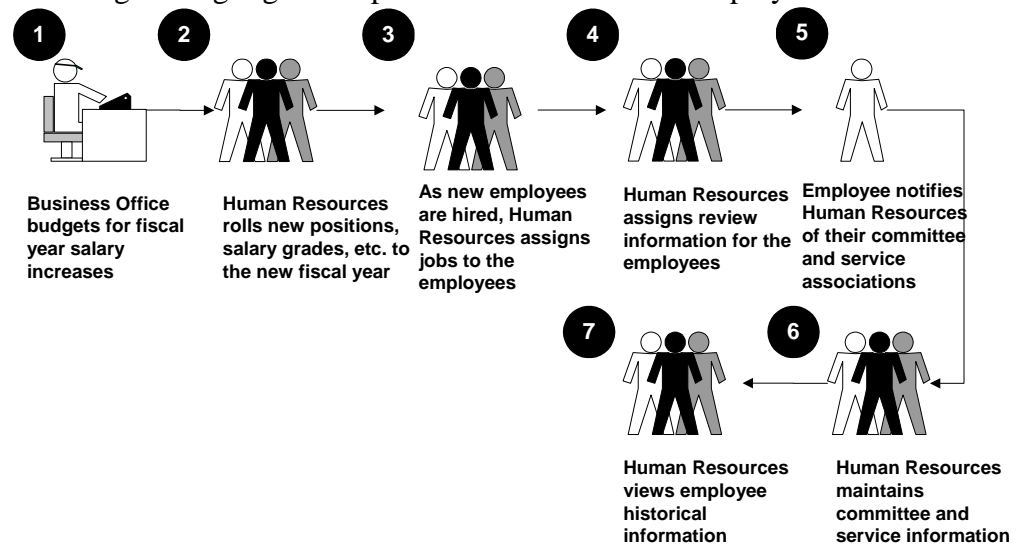 1
Business Office
budgets for fiscal
year salary
increases
2
Human Resources
rolls new positions,
salary grades, etc. to
the new fiscal year
3
As new employees
are hired, Human
Resources assigns
jobs to the
employees
4
Human Resources
assigns review
information for the
employees
5
Employee notifies
Human Resources
of their committee
and service
associations
6
Human Resources
maintains
committee and
service information
7
Human Resources
views employee
historical
information